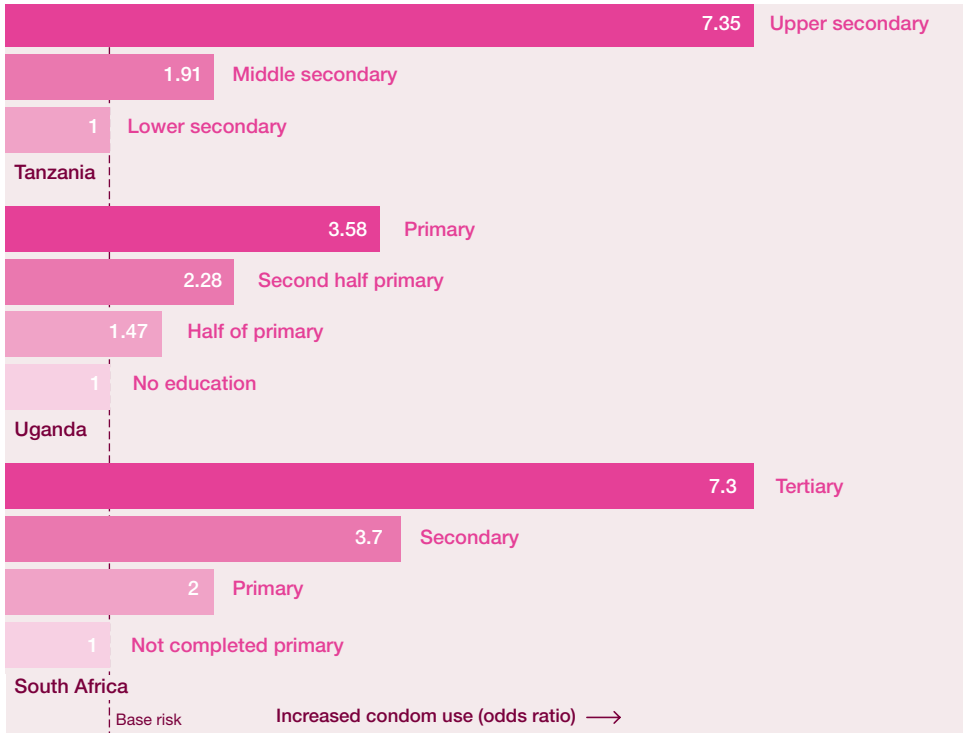 7.35 Upper secondary
1.91 Middle secondary
1 Lower secondary
Tanzania
3.58 Primary
2.28 Second half primary
1.47 Half of primary
1 No education
Uganda
7.3 Tertiary
3.7 Secondary
2 Primary
1 Not completed primary
South Africa
Base risk Increased condom use (odds ratio) →